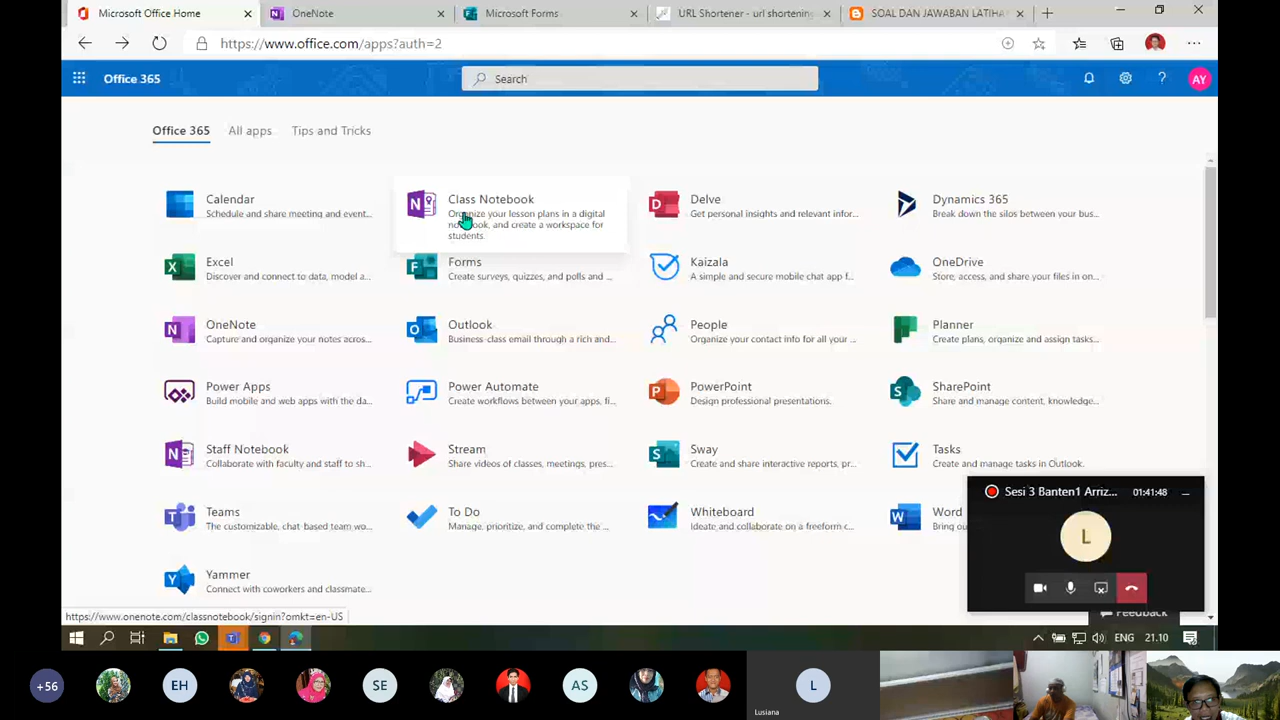 Microsoft Office Home
OneNote
Microsoft Forms
URL Shortener - url shortening
SOAL DAN JAWABAN LATIHA
https://www.office.com/apps?auth=2
Office 365
Search
AY
Office 365
All apps
Tips and Tricks
Calendar
Schedule and share meeting and event...
Class Notebook
Organize your lesson plans in a digital
notebook, and create a workspace for
students.
Delve
Get personal insights and relevant infor...
Dynamics 365
Break down the silos between your bus...
Excel
Discover and connect to data, model a...
Forms
Create surveys, quizzes, and polls and ...
Kaizala
A simple and secure mobile chat app f...
OneDrive
Store, access, and share your files in on...
OneNote
Capture and organize your notes acros...
Outlook
Business-class email through a rich and...
People
Organize your contact info for all your ...
Planner
Create plans, organize and assign tasks...
Power Apps
Build mobile and web apps with the da...
Power Automate
Create workflows between your apps, fi...
PowerPoint
Design professional presentations.
SharePoint
Share and manage content, knowledge...
Staff Notebook
Collaborate with faculty and staff to sh...
Stream
Share videos of classes, meetings, pres...
Sway
Create and share interactive reports, pr...
Tasks
Create and manage tasks in Outlook.
Teams
The customizable, chat-based team wo...
To Do
Manage, prioritize, and complete the ...
Whiteboard
Ideate and collaborate on a freeform c...
Word
Bring ou
Yammer
Connect with coworkers and classmate...
Sesi 3 Banten1 Arriz...
01:41:48
L
Feedback
https://www.onenote.com/classnotebook/signin?omkt=en-US
ENG
21.10
+56
EH
SE
AS
L
Lusiana